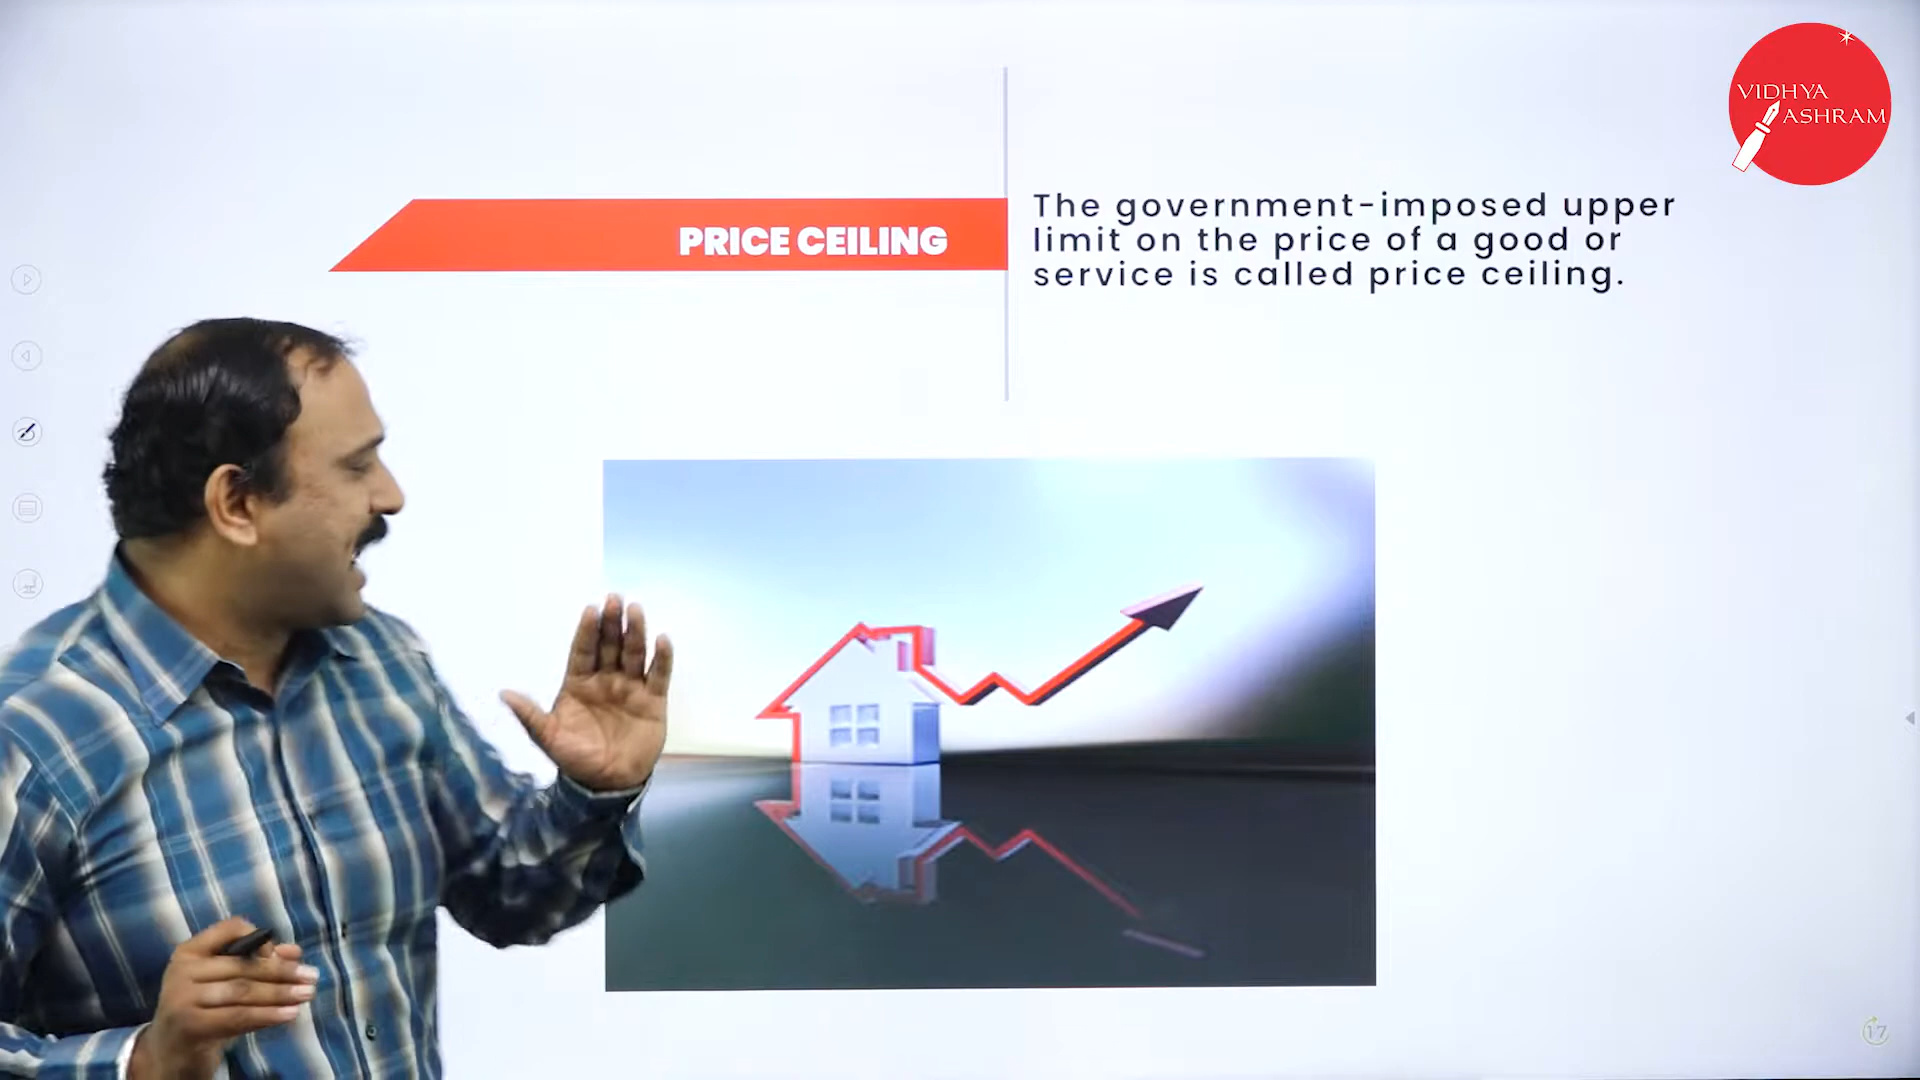 VIDHYA
ASHRAM
PRICE CEILING
The government-imposed upper
limit on the price of a good or
service is called price ceiling.
17